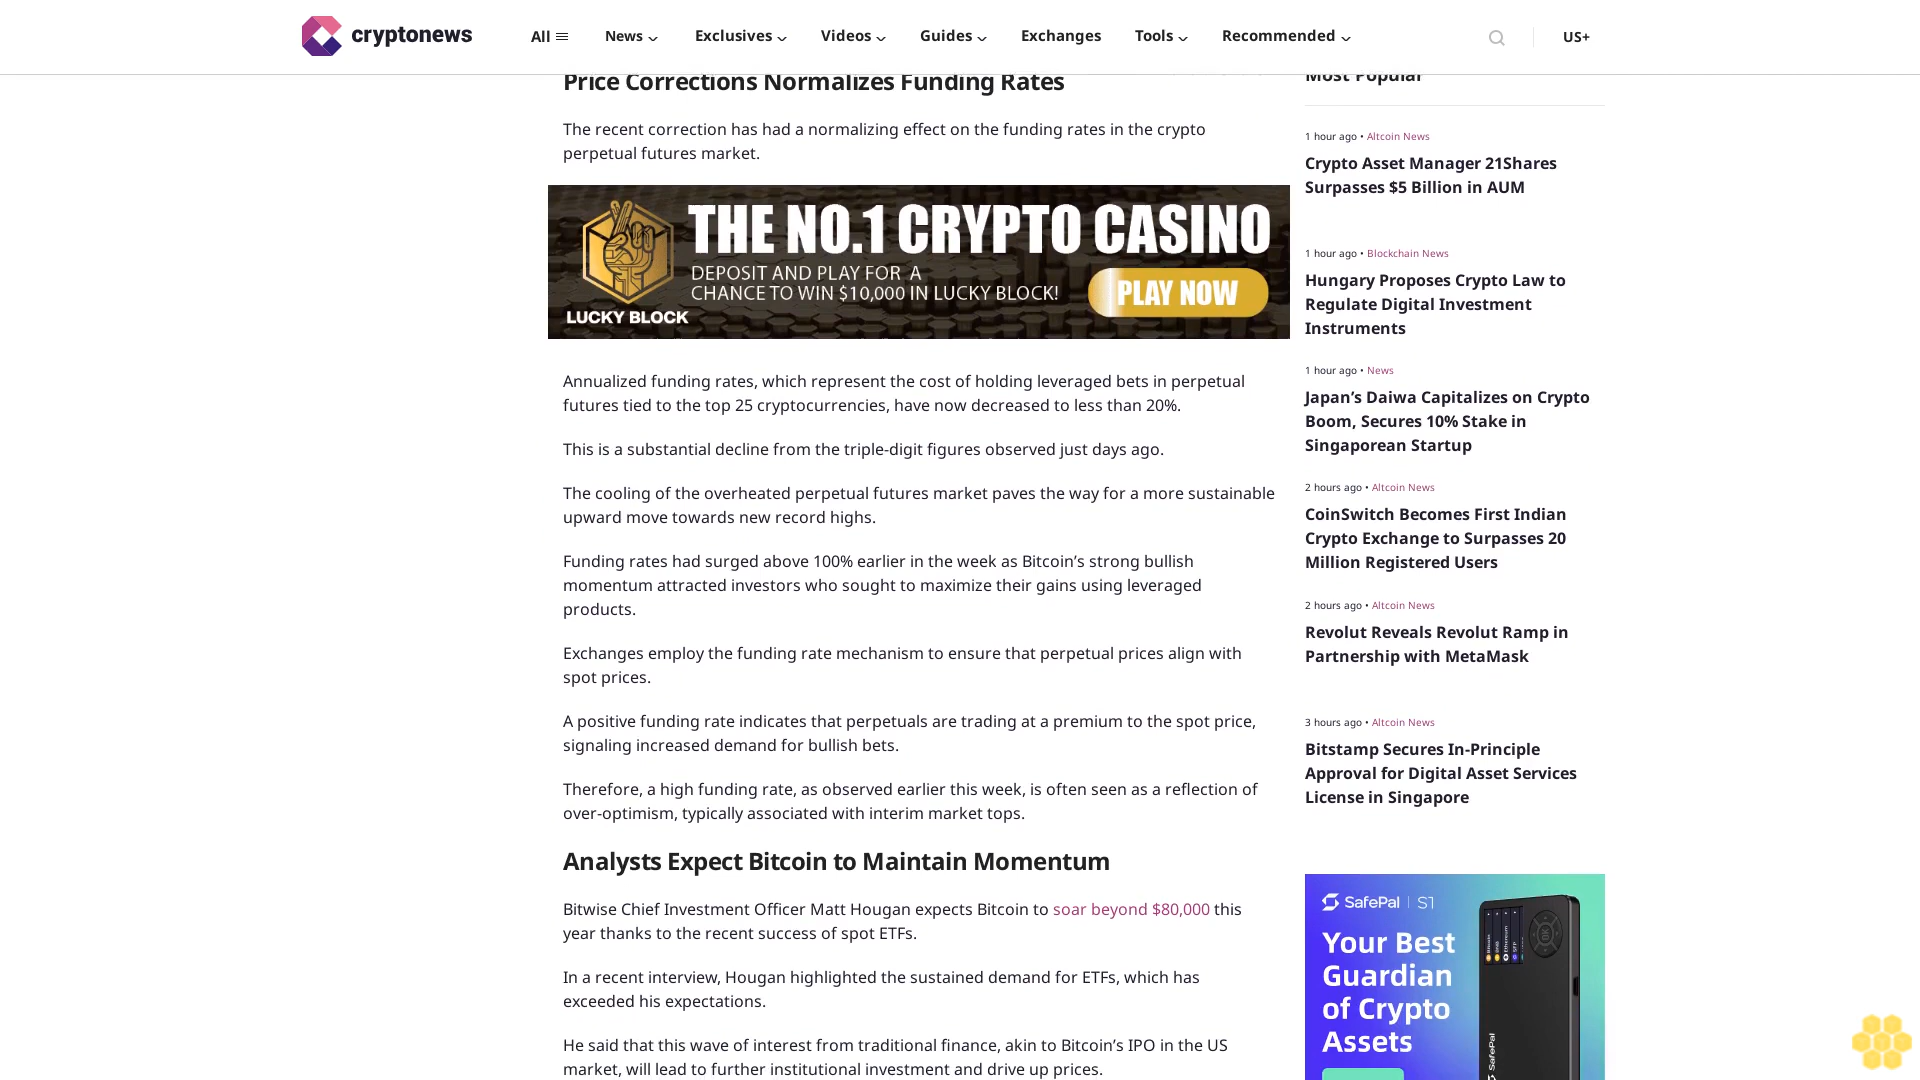 cryptonews
All
News
Exclusives
Videos
Guides
Exchanges
Tools
Recommended
US+
Price Corrections Normalizes Funding Rates
The recent correction has had a normalizing effect on the funding rates in the crypto
perpetual futures market.
THE NO.1 CRYPTO CASINO
DEPOSIT AND PLAY FOR A
CHANCE TO WIN $10,000 IN LUCKY BLOCK!
PLAY NOW
LUCKY BLOCK
Annualized funding rates, which represent the cost of holding leveraged bets in perpetual
futures tied to the top 25 cryptocurrencies, have now decreased to less than 20%.
This is a substantial decline from the triple-digit figures observed just days ago.
The cooling of the overheated perpetual futures market paves the way for a more sustainable
upward move towards new record highs.
Funding rates had surged above 100% earlier in the week as Bitcoin’s strong bullish
momentum attracted investors who sought to maximize their gains using leveraged
products.
Exchanges employ the funding rate mechanism to ensure that perpetual prices align with
spot prices.
A positive funding rate indicates that perpetuals are trading at a premium to the spot price,
signaling increased demand for bullish bets.
Therefore, a high funding rate, as observed earlier this week, is often seen as a reflection of
over-optimism, typically associated with interim market tops.
Analysts Expect Bitcoin to Maintain Momentum
Bitwise Chief Investment Officer Matt Hougan expects Bitcoin to soar beyond $80,000 this
year thanks to the recent success of spot ETFs.
In a recent interview, Hougan highlighted the sustained demand for ETFs, which has
exceeded his expectations.
He said that this wave of interest from traditional finance, akin to Bitcoin’s IPO in the US
market, will lead to further institutional investment and drive up prices.
Most Popular
1 hour ago • Altcoin News
Crypto Asset Manager 21Shares
Surpasses $5 Billion in AUM
1 hour ago • Blockchain News
Hungary Proposes Crypto Law to
Regulate Digital Investment
Instruments
1 hour ago • News
Japan’s Daiwa Capitalizes on Crypto
Boom, Secures 10% Stake in
Singaporean Startup
2 hours ago • Altcoin News
CoinSwitch Becomes First Indian
Crypto Exchange to Surpasses 20
Million Registered Users
2 hours ago • Altcoin News
Revolut Reveals Revolut Ramp in
Partnership with MetaMask
3 hours ago • Altcoin News
Bitstamp Secures In-Principle
Approval for Digital Asset Services
License in Singapore
SafePal | S1
Your Best
Guardian
of Crypto
Assets
OK
SafePal